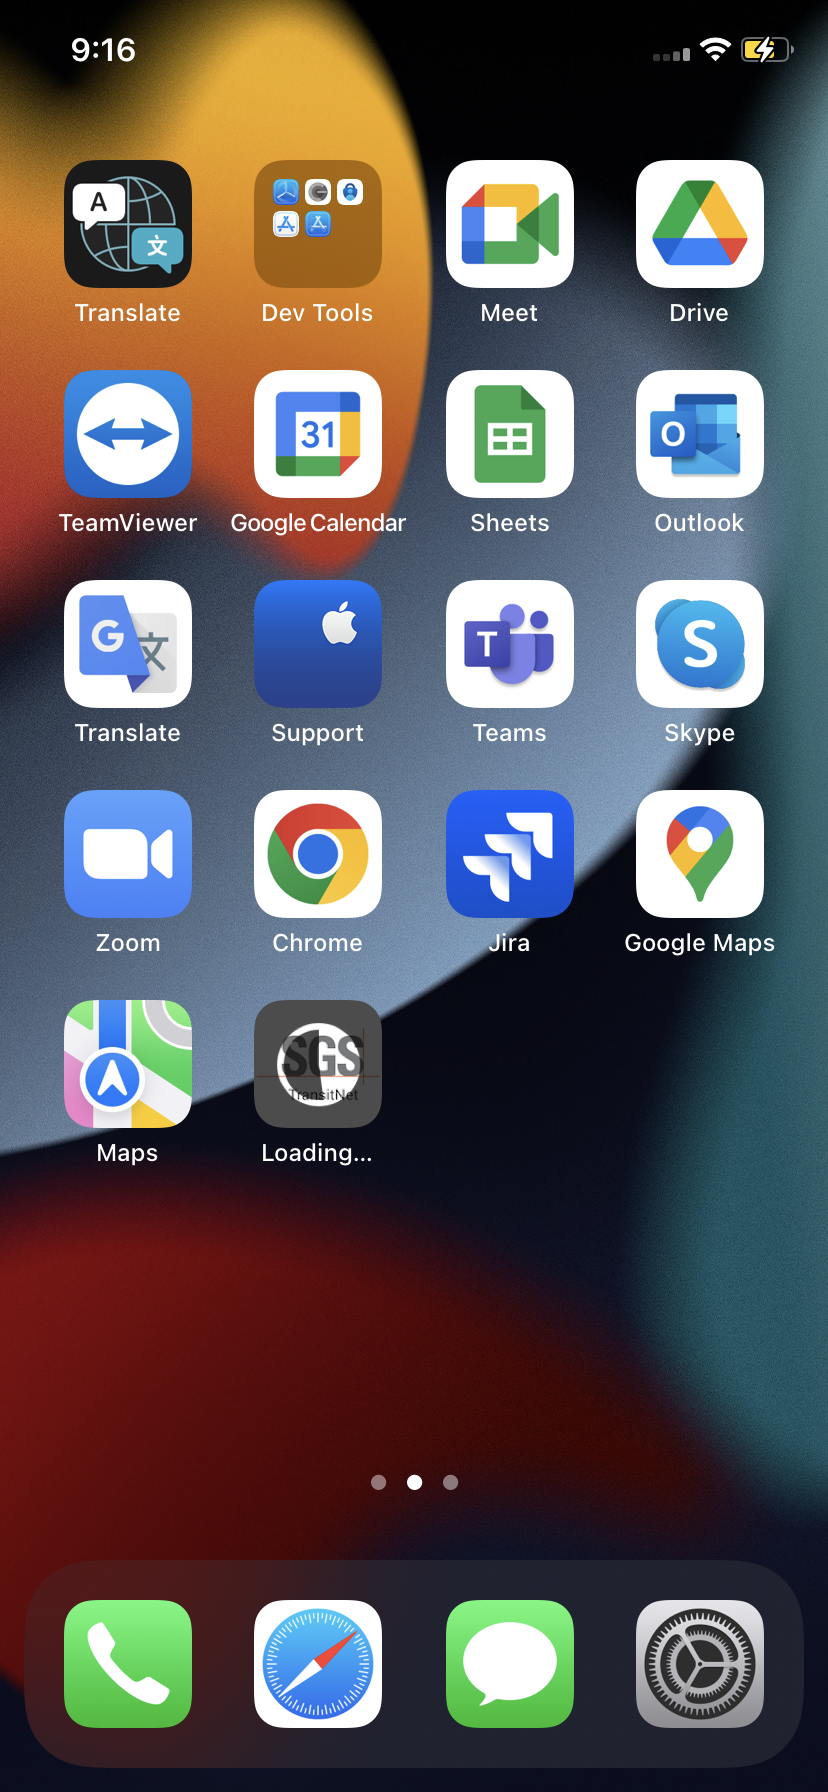 9:16
A
文
Translate
Dev Tools
Meet
Drive
TeamViewer
31
Google Calendar
Sheets
O
Outlook
G
文
Translate
Support
T
Teams
S
Skype
Zoom
Chrome
Jira
Google Maps
Maps
SGS
TransitNet
Loading...